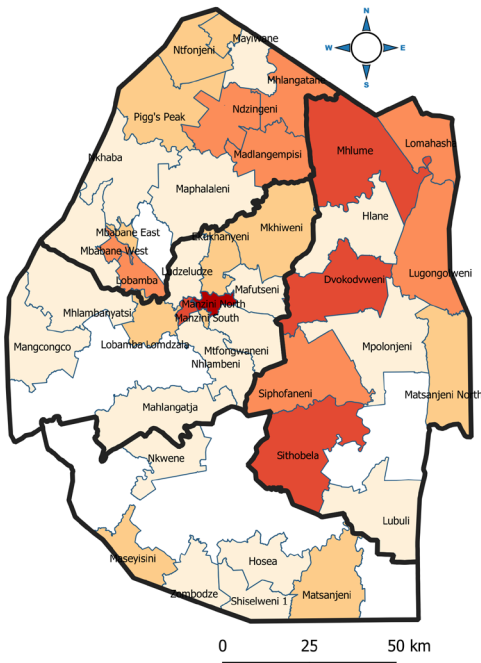 N
W
E
S
Mayiwane
Ntfonjeni
Mhlangatane
Ndzingeni
Pigg's Peak
Lomahasha
Mhlume
Madlangempisi
Nkhaba
Maphalaleni
Hlane
Mkhiweni
Mbabane East
Ekukhanyeni
Mbabane West
Ludzeludze
Lugongolweni
Lobamba
Dvokodvweni
Mafutseni
Manzini North
Mhlambanyatsi
Manzini South
Mangcongco
Lobamba Lomdzala
Mtfongwaneni
Mpolonjeni
Nhlambeni
Siphofaneni
Matsanjeni North
Mahlangatja
Sithobela
Nkwene
Lubuli
Maseyisini
Hosea
Zombodze
Shiselweni 1
Matsanjeni
0
25
50 km